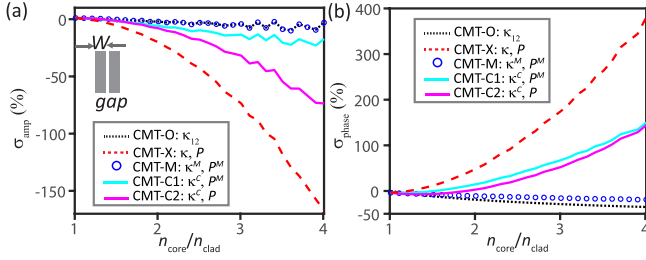 (a)
0
-50
-100
-150
σamp (%)
W
gap
CMT-O: κ12
CMT-X: κ, P
CMT-M: κM, PM
CMT-C1: κC, PM
CMT-C2: κC, P
1 2 3 4
ncore/nclad
(b)
400
300
200
100
0
-50
σphase (%)
CMT-O: κ12
CMT-X: κ, P
CMT-M: κM, PM
CMT-C1: κC, PM
CMT-C2: κC, P
1 2 3 4
ncore/nclad